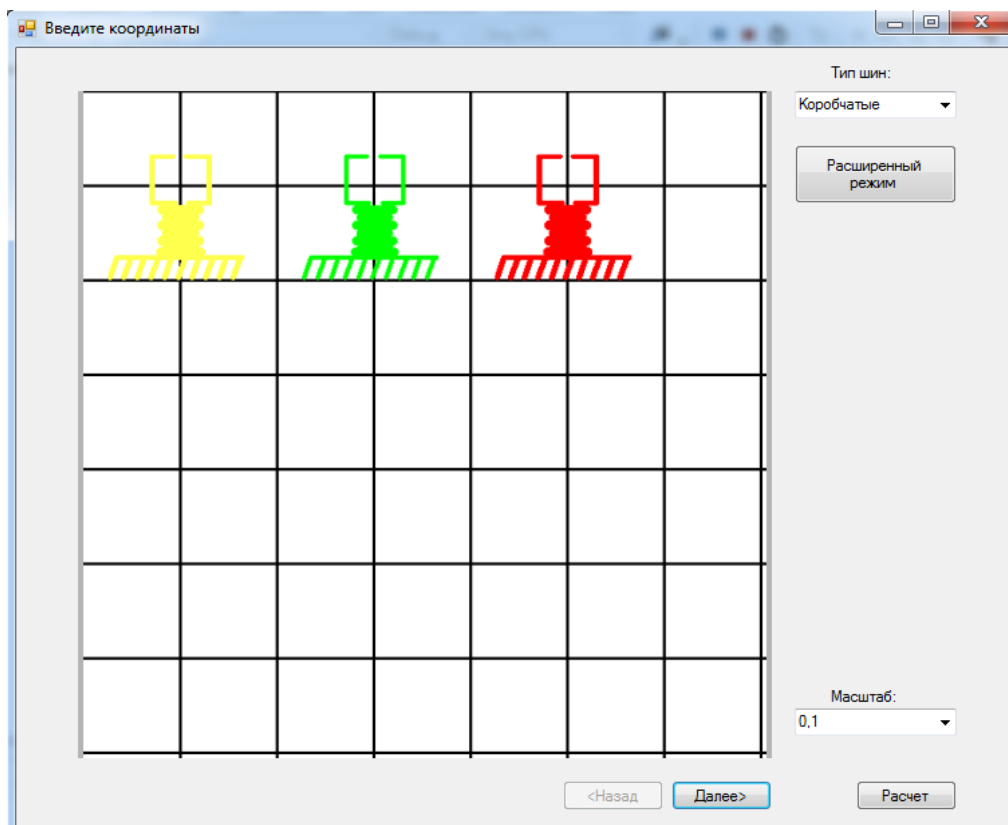 Введите координаты
Тип шин:
Коробчатые
Расширенный
режим
Масштаб:
0,1
<Назад
Далее>
Расчет